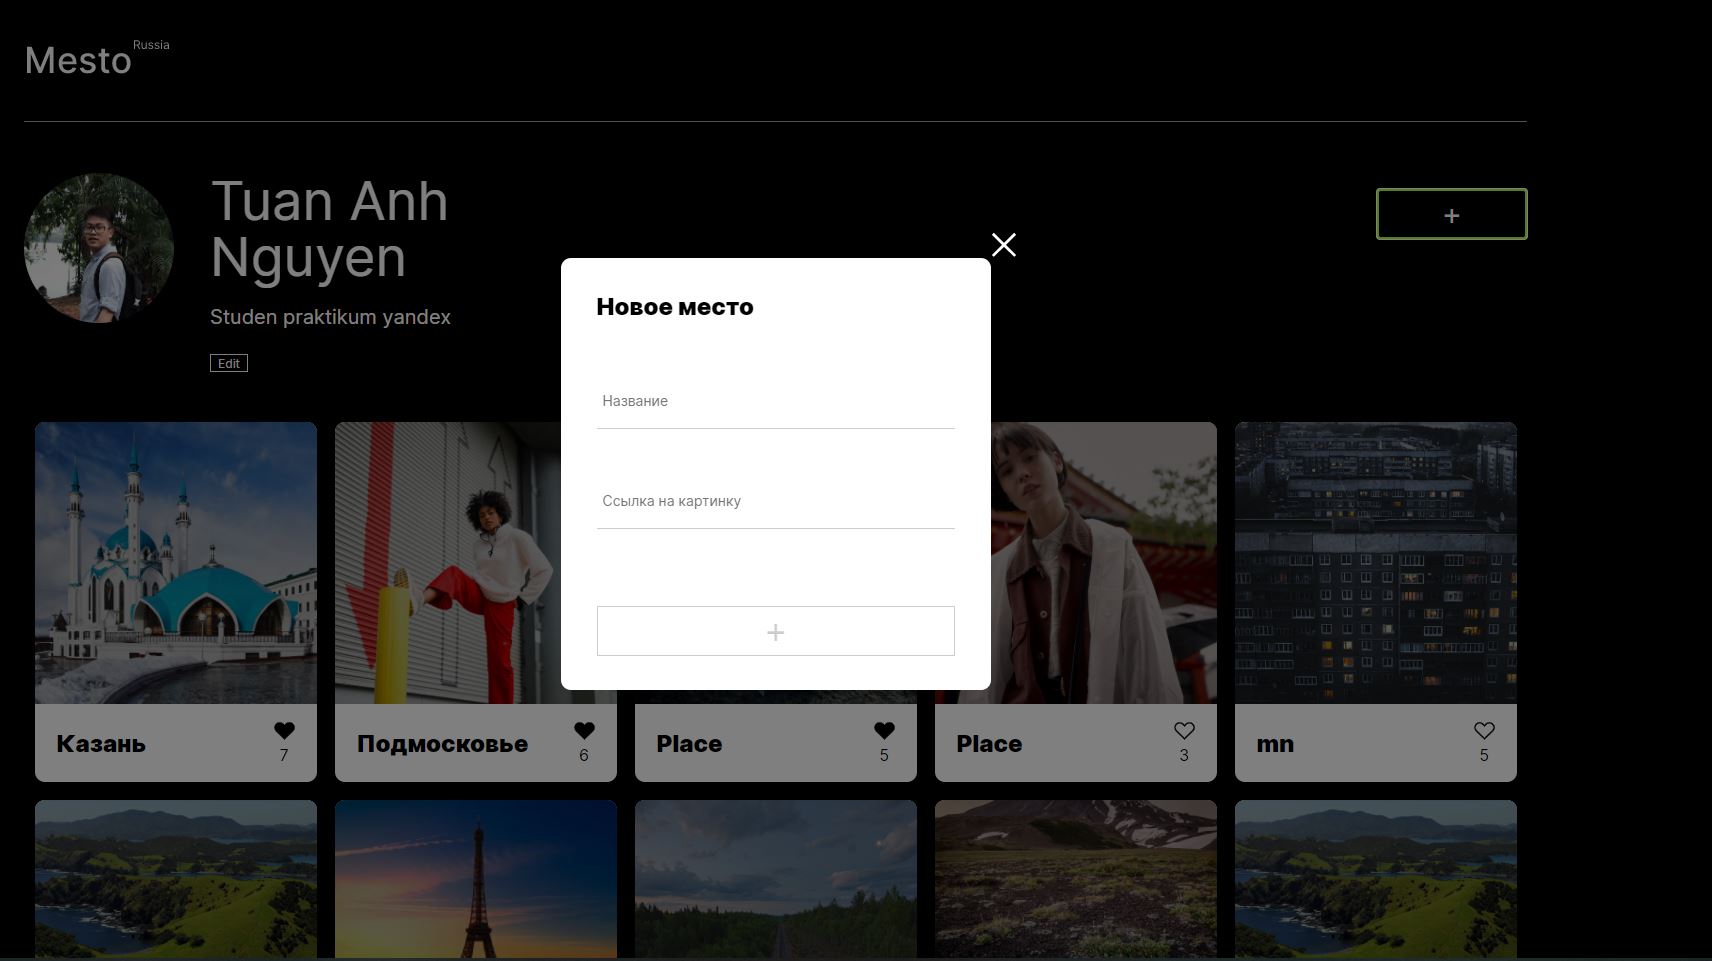 Mesto Russia
Tuan Anh
Nguyen
Studen praktikum yandex
Edit
+
Новое место
Название
Ссылка на картинку
+
Казань
7
Подмосковье
6
Place
5
Place
3
mn
5